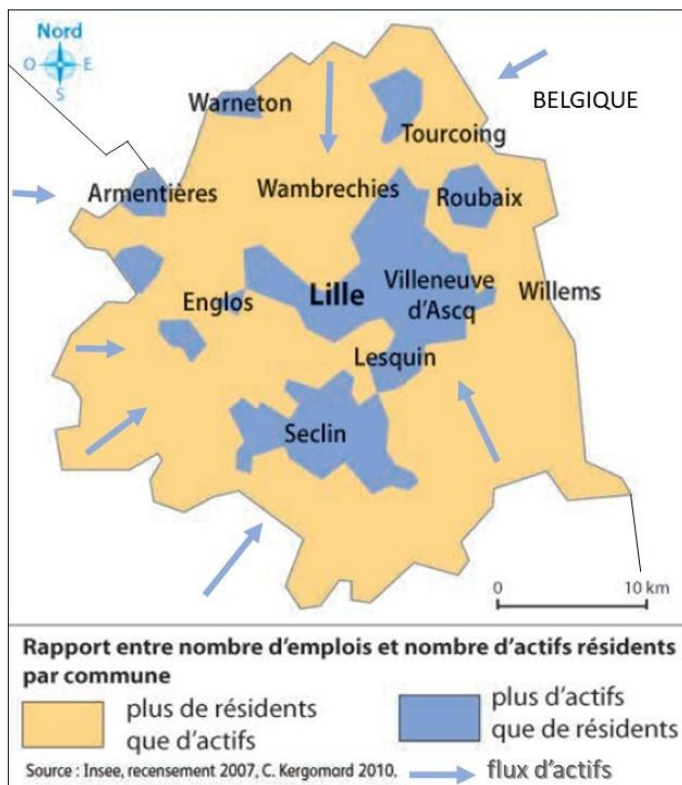 Nord
O
E
S
BELGIQUE
Warneton
Tourcoing
Armentières
Wambrechies
Roubaix
Englos
Lille
Villeneuve
d'Ascq
Willems
Lesquin
Seclin
0
10 km
Rapport entre nombre d'emplois et nombre d'actifs résidents
par commune
plus de résidents
que d'actifs
plus d'actifs
que de résidents
Source : Insee, recensement 2007, C. Kergomard 2010.
flux d'actifs